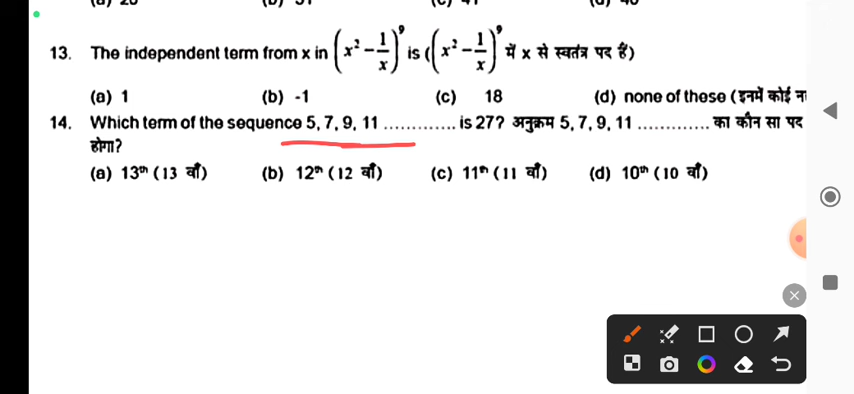 13. The independent term from x in (x² − 1/x)⁹ is ((x² − 1/x)⁹ में x से स्वतंत्र पद हैं)
(a) 1 (b) -1 (c) 18 (d) none of these (इनमें कोई
14. Which term of the sequence 5, 7, 9, 11 ............. is 27? अनुक्रम 5, 7, 9, 11 ............. का कौन सा पद
होगा?
(a) 13ᵗʰ (13 वाँ) (b) 12ᵗʰ (12 वाँ) (c) 11ᵗʰ (11 वाँ) (d) 10ᵗʰ (10 वाँ)